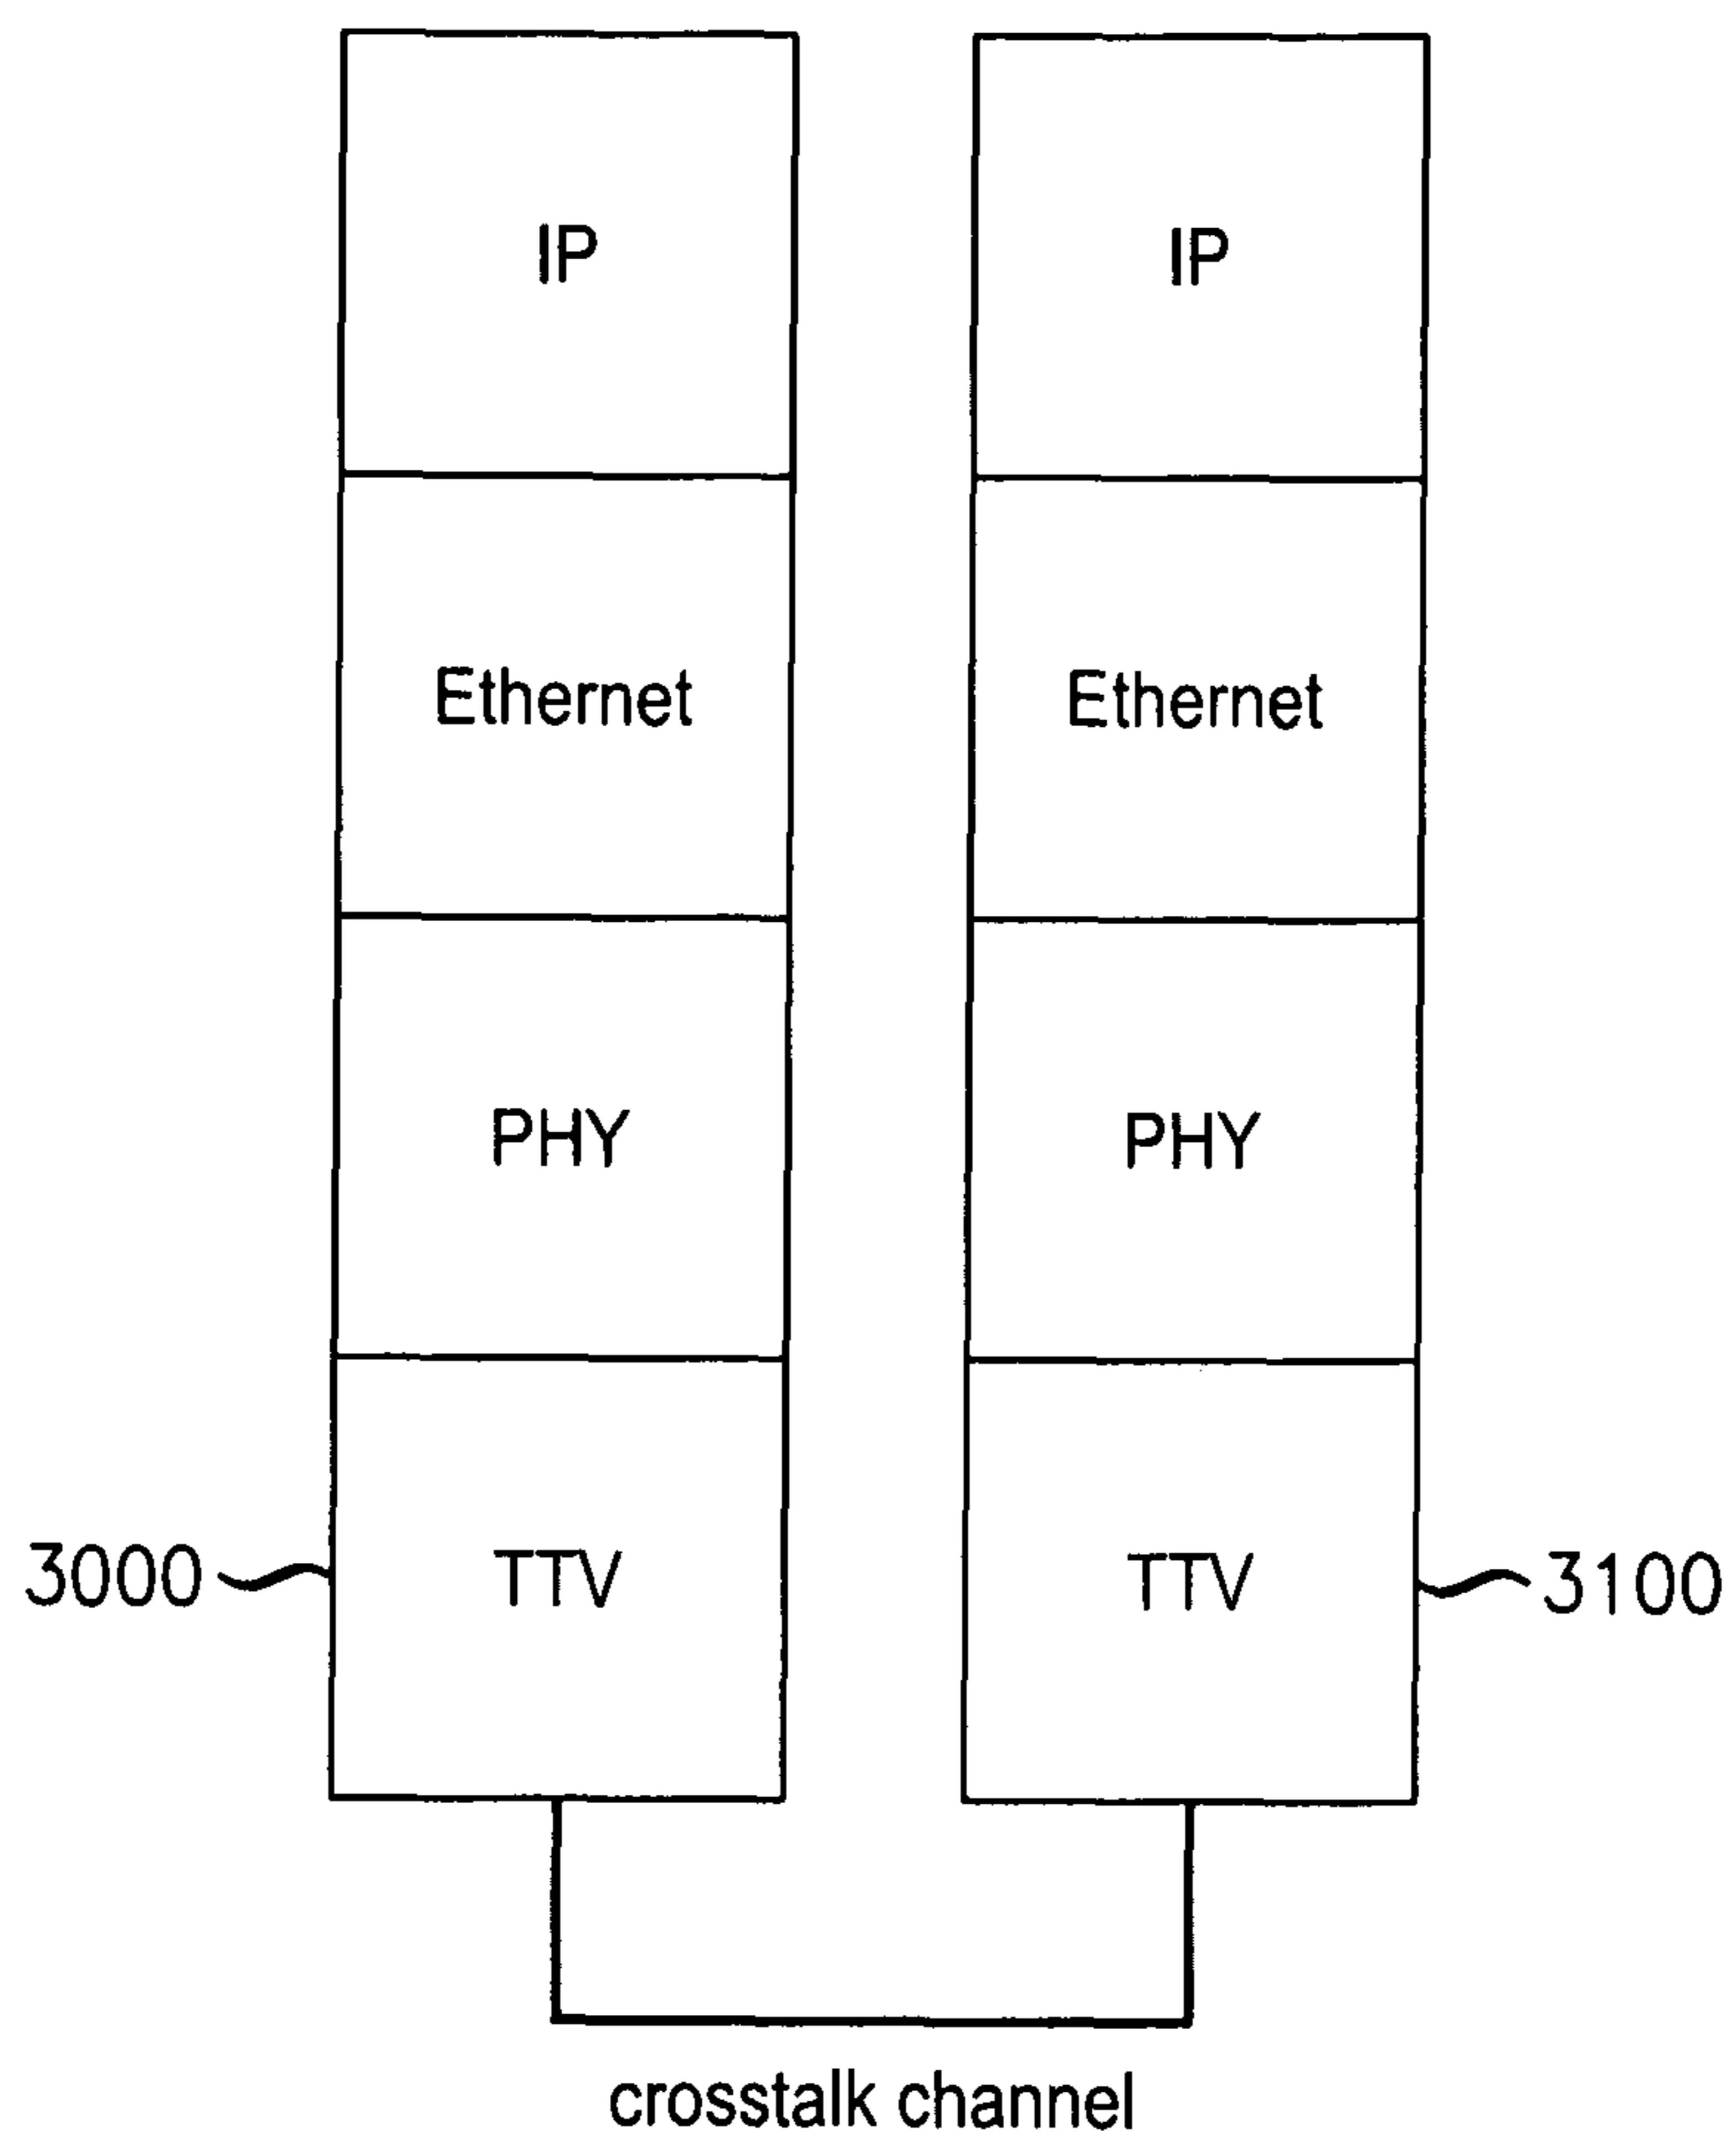 IP
IP
Ethernet
Ethernet
PHY
PHY
3000
TTV
TTV
3100
crosstalk channel